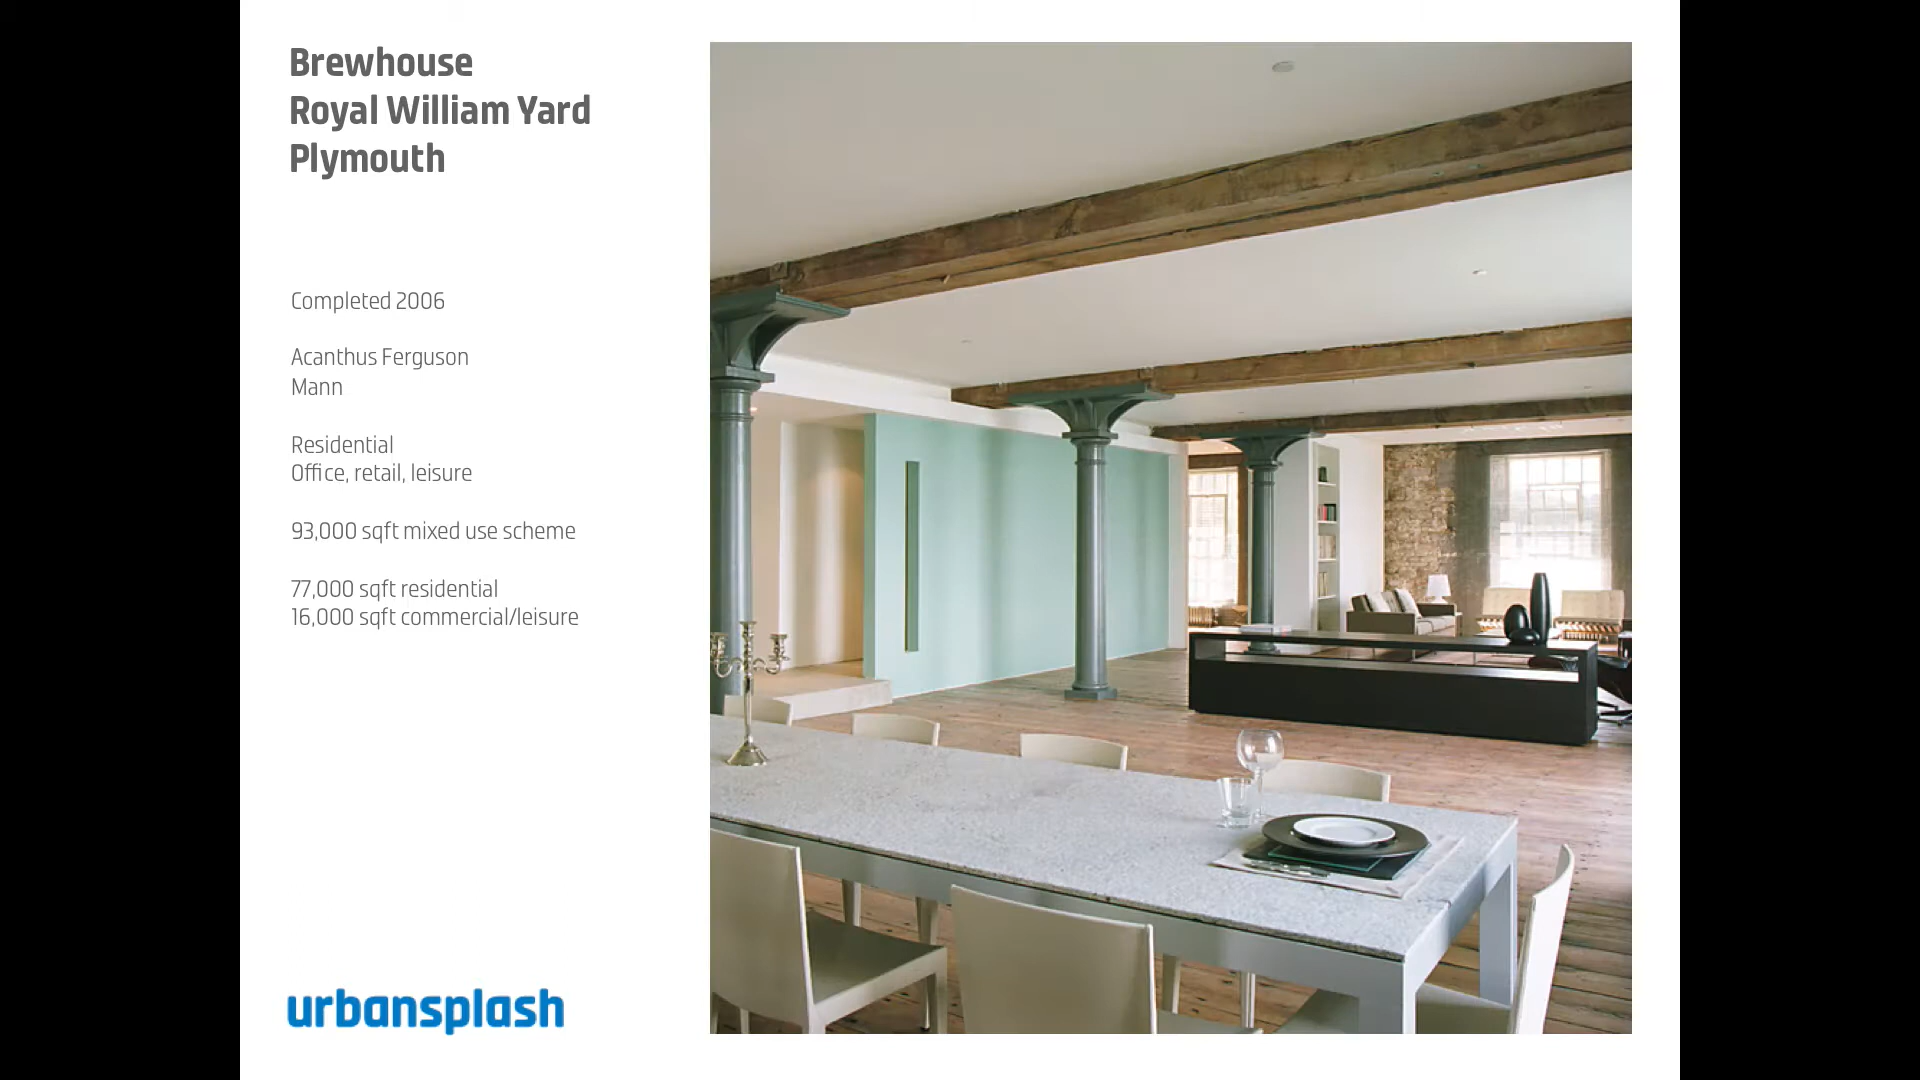 Brewhouse
Royal William Yard
Plymouth
Completed 2006
Acanthus Ferguson
Mann
Residential
Office, retail, leisure
93,000 sqft mixed use scheme
77,000 sqft residential
16,000 sqft commercial/leisure
urbansplash